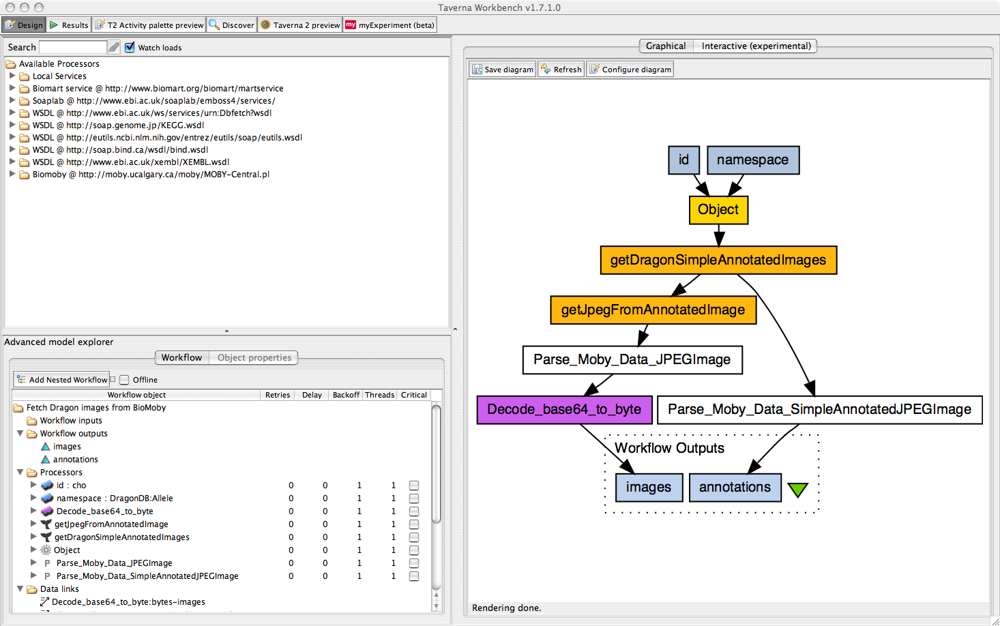 Taverna Workbench v1.7.1.0
Design Results T2 Activity palette preview Discover Taverna 2 preview my myExperiment (beta)
Search Watch loads
Available Processors
Local Services
Biomart service @ http://www.biomart.org/biomart/martservice
Soaplab @ http://www.ebi.ac.uk/soaplab/emboss4/services/
WSDL @ http://www.ebi.ac.uk/ws/services/urn:Dbfetch?wsdl
WSDL @ http://soap.genome.jp/KEGG.wsdl
WSDL @ http://eutils.ncbi.nlm.nih.gov/entrez/eutils/soap/eutils.wsdl
WSDL @ http://soap.bind.ca/wsdl/bind.wsdl
WSDL @ http://www.ebi.ac.uk/xembl/XEMBL.wsdl
Biomoby @ http://moby.ucalgary.ca/moby/MOBY-Central.pl
Advanced model explorer
Workflow Object properties
Add Nested Workflow Offline
Workflow object Retries Delay Backoff Threads Critical
Fetch Dragon images from BioMoby
Workflow inputs
Workflow outputs
images
annotations
Processors
id : cho 0 0 1 1
namespace : DragonDB:Allele 0 0 1 1
Decode_base64_to_byte 0 0 1 1
getJpegFromAnnotatedImage 0 0 1 1
getDragonSimpleAnnotatedImages 0 0 1 1
Object 0 0 1 1
P Parse_Moby_Data_JPEGImage 0 0 1 1
P Parse_Moby_Data_SimpleAnnotatedJPEGImage 0 0 1 1
Data links
Decode_base64_to_byte:bytes-images
Graphical Interactive (experimental)
Save diagram Refresh Configure diagram
id namespace
Object
getDragonSimpleAnnotatedImages
getJpegFromAnnotatedImage
Parse_Moby_Data_JPEGImage
Decode_base64_to_byte Parse_Moby_Data_SimpleAnnotatedJPEGImage
Workflow Outputs
images annotations
Rendering done.